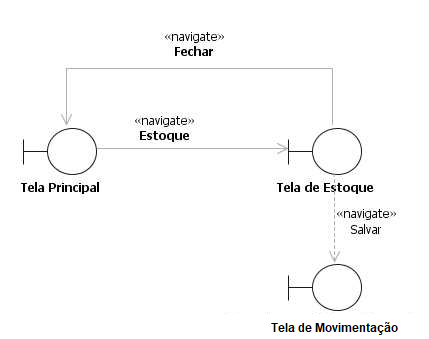 «navigate»
Fechar
«navigate»
Estoque
Tela Principal
Tela de Estoque
«navigate»
Salvar
Tela de Movimentação